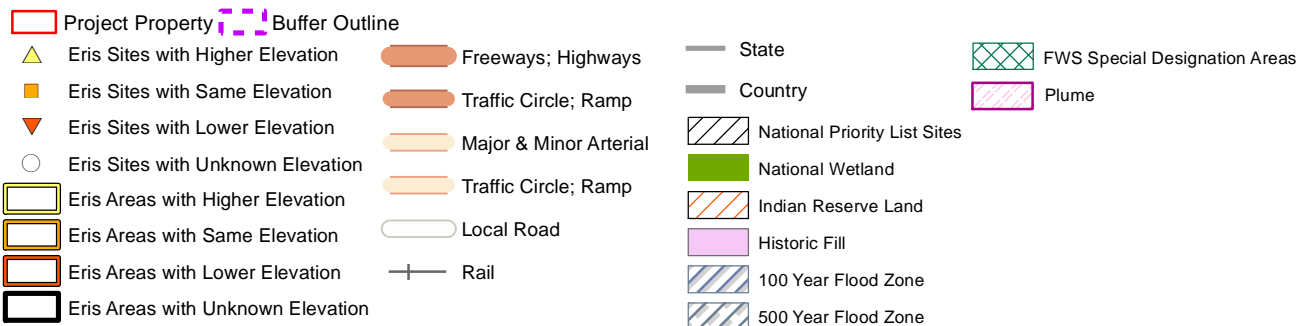 Project Property
Buffer Outline
Eris Sites with Higher Elevation
Eris Sites with Same Elevation
Eris Sites with Lower Elevation
Eris Sites with Unknown Elevation
Eris Areas with Higher Elevation
Eris Areas with Same Elevation
Eris Areas with Lower Elevation
Eris Areas with Unknown Elevation
Freeways; Highways
Traffic Circle; Ramp
Major & Minor Arterial
Traffic Circle; Ramp
Local Road
Rail
State
Country
National Priority List Sites
National Wetland
Indian Reserve Land
Historic Fill
100 Year Flood Zone
500 Year Flood Zone
FWS Special Designation Areas
Plume